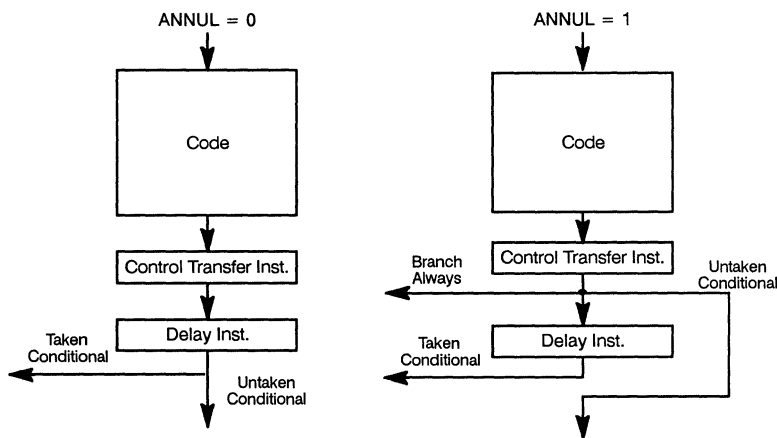 ANNUL = 0
Code
Control Transfer Inst.
Delay Inst.
Taken
Conditional
Untaken
Conditional
ANNUL = 1
Code
Control Transfer Inst.
Branch
Always
Untaken
Conditional
Delay Inst.
Taken
Conditional